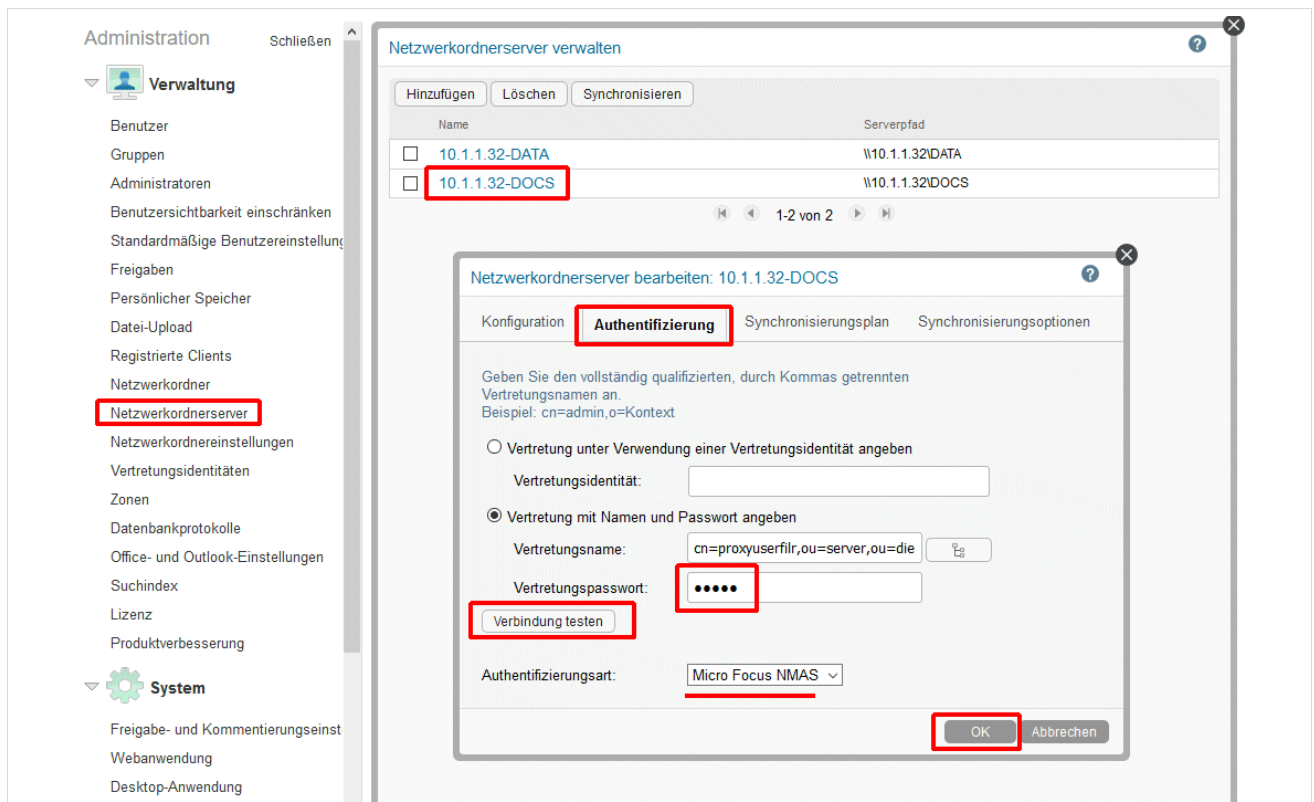 Administration
Schließen
Verwaltung
Benutzer
Gruppen
Administratoren
Benutzersichtbarkeit einschränken
Standardmäßige Benutzereinstellung
Freigaben
Persönlicher Speicher
Datei-Upload
Registrierte Clients
Netzwerkordner
Netzwerkordnerserver
Netzwerkordnereinstellungen
Vertretungsidentitäten
Zonen
Datenbankprotokolle
Office- und Outlook-Einstellungen
Suchindex
Lizenz
Produktverbesserung
System
Freigabe- und Kommentierungseinst
Webanwendung
Desktop-Anwendung
Netzwerkordnerserver verwalten
?
Hinzufügen Löschen Synchronisieren
Name Serverpfad
10.1.1.32-DATA \\10.1.1.32\DATA
10.1.1.32-DOCS \\10.1.1.32\DOCS
1-2 von 2
Netzwerkordnerserver bearbeiten: 10.1.1.32-DOCS
?
Konfiguration Authentifizierung Synchronisierungsplan Synchronisierungsoptionen
Geben Sie den vollständig qualifizierten, durch Kommas getrennten
Vertretungsnamen an.
Beispiel: cn=admin,o=Kontext
Vertretung unter Verwendung einer Vertretungsidentität angeben
Vertretungsidentität:
Vertretung mit Namen und Passwort angeben
Vertretungsname: cn=proxyuserfilr,ou=server,ou=die
Vertretungspasswort: •••••
Verbindung testen
Authentifizierungsart: Micro Focus NMAS
OK Abbrechen